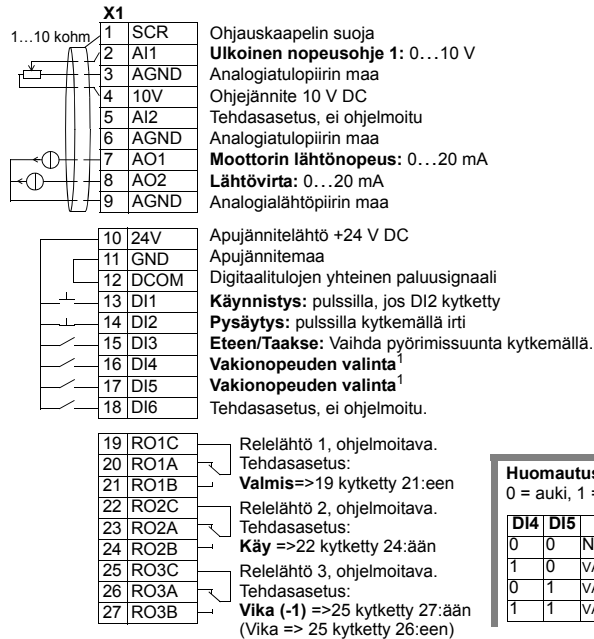 X1
1…10 kohm
1 SCR Ohjauskaapelin suoja
2 AI1 Ulkoinen nopeusohje 1: 0…10 V
3 AGND Analogiatulopiirin maa
4 10V Ohjejännite 10 V DC
5 AI2 Tehdasasetus, ei ohjelmoitu
6 AGND Analogiatulopiirin maa
7 AO1 Moottorin lähtönopeus: 0…20 mA
8 AO2 Lähtövirta: 0…20 mA
9 AGND Analogialähtöpiirin maa
10 24V Apujännitelähtö +24 V DC
11 GND Apujännitemaa
12 DCOM Digitaalitulojen yhteinen paluusignaali
13 DI1 Käynnistys: pulssilla, jos DI2 kytketty
14 DI2 Pysäytys: pulssilla kytkemällä irti
15 DI3 Eteen/Taakse: Vaihda pyörimissuunta kytkemällä.
16 DI4 Vakionopeuden valinta1
17 DI5 Vakionopeuden valinta1
18 DI6 Tehdasasetus, ei ohjelmoitu.
19 RO1C Relelähtö 1, ohjelmoitava.
20 RO1A Tehdasasetus:
21 RO1B Valmis=>19 kytketty 21:een
22 RO2C Relelähtö 2, ohjelmoitava.
23 RO2A Tehdasasetus:
24 RO2B Käy =>22 kytketty 24:ään
25 RO3C Relelähtö 3, ohjelmoitava.
26 RO3A Tehdasasetus:
27 RO3B Vika (-1) =>25 kytketty 27:ään
(Vika => 25 kytketty 26:een)
Huomautus
0 = auki, 1 =
DI4 DI5
0 0 N
1 0 VA
0 1 VA
1 1 VA